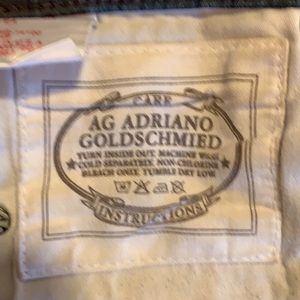 CARE
AG ADRIANO
GOLDSCHMIED
TURN INSIDE OUT. MACHINE WASH
COLD SEPARATELY. NON-CHLORINE
BLEACH ONLY. TUMBLE DRY LOW.
INSTRUCTIONS